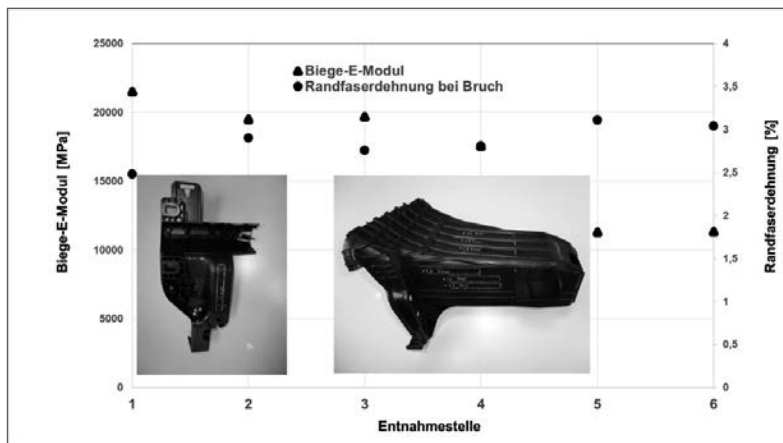 25000
20000
15000
10000
5000
0
Biege-E-Modul [MPa]
Biege-E-Modul
Randfaserdehnung bei Bruch
4
3,5
3
2,5
2
1,5
1
0,5
0
Randfaserdehnung [%]
1 2 3 4 5 6
Entnahmestelle